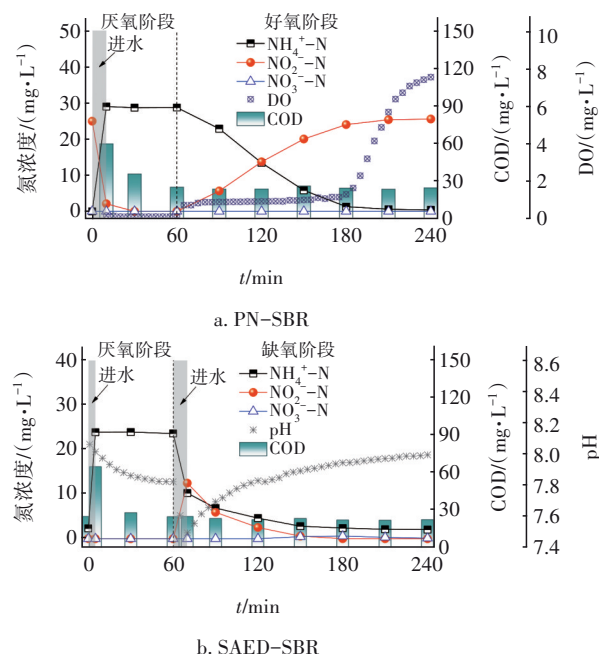 厌氧阶段
好氧阶段
进水
NH₄⁺-N
NO₂⁻-N
NO₃⁻-N
DO
COD
氮浓度/(mg·L⁻¹)
50
40
30
20
10
0
COD/(mg·L⁻¹)
150
120
90
60
30
0
DO/(mg·L⁻¹)
10
8
6
4
2
0
0 60 120 180 240
t/min
a. PN-SBR
厌氧阶段
缺氧阶段
进水
进水
NH₄⁺-N
NO₂⁻-N
NO₃⁻-N
pH
COD
氮浓度/(mg·L⁻¹)
40
30
20
10
0
COD/(mg·L⁻¹)
150
120
90
60
30
0
pH
8.6
8.4
8.2
8.0
7.8
7.6
7.4
0 60 120 180 240
t/min
b. SAED-SBR